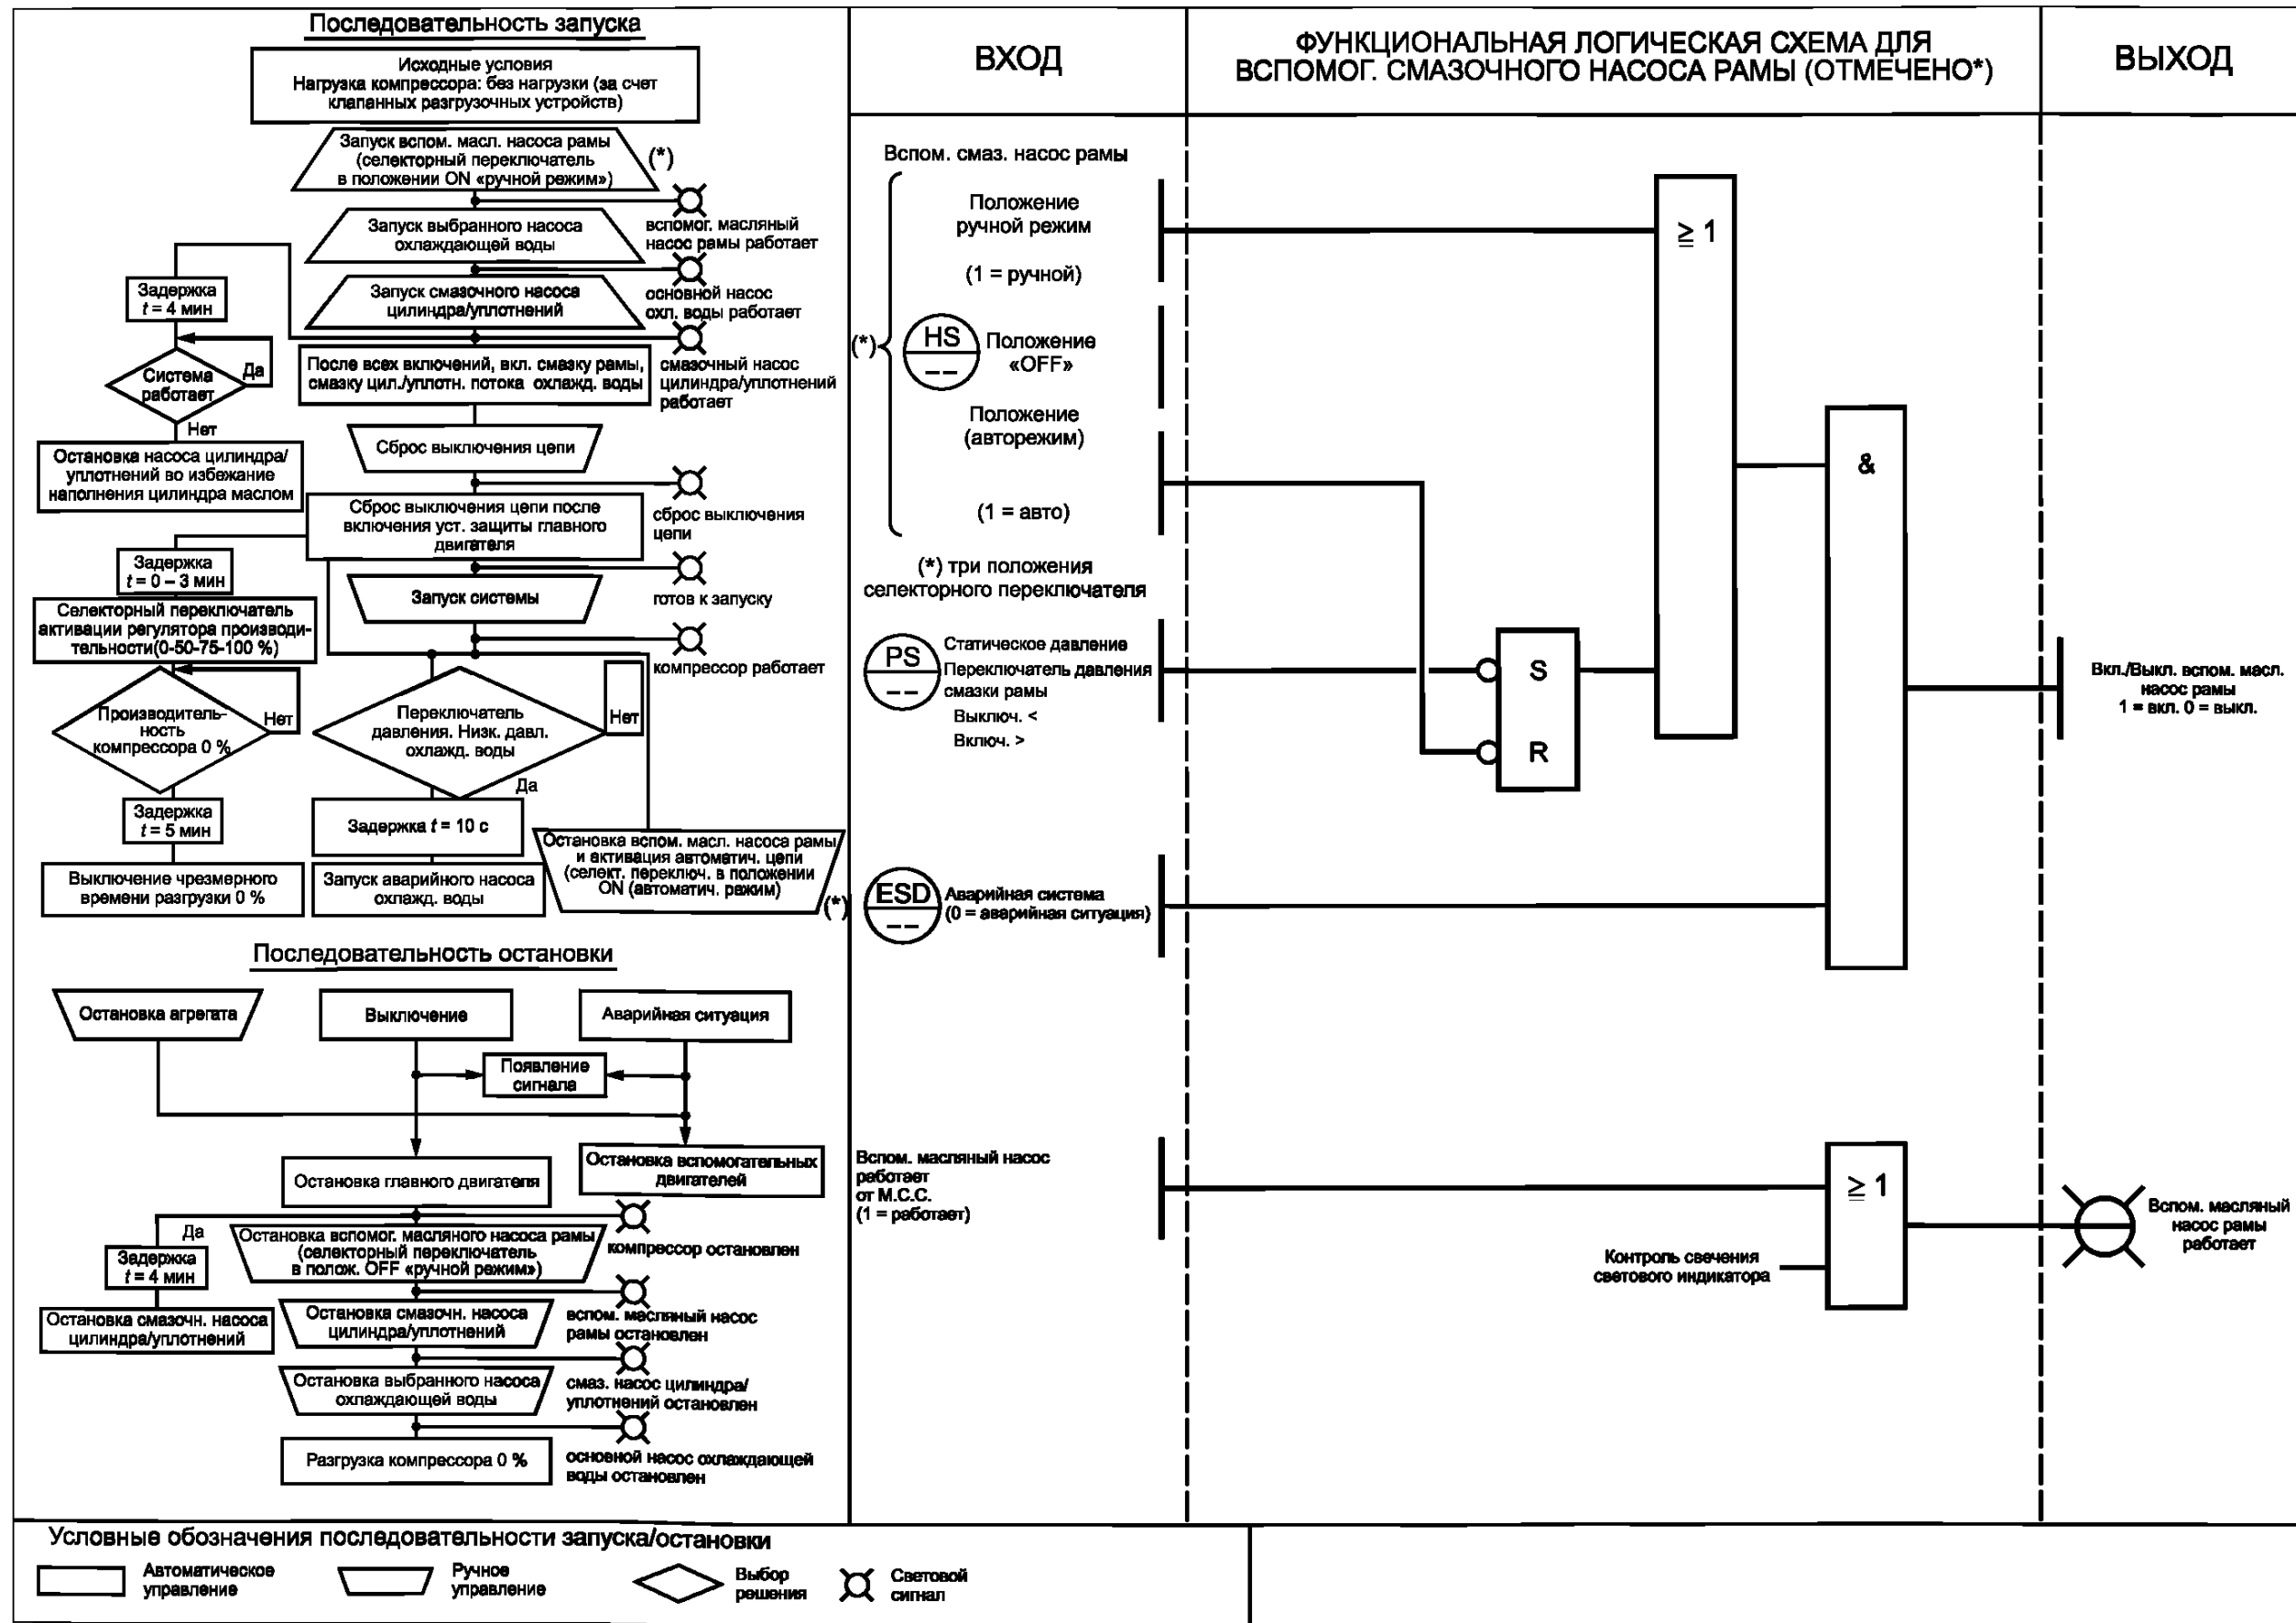 Последовательность запуска
Исходные условия
Нагрузка компрессора: без нагрузки (за счет
клапанных разгрузочных устройств)
Запуск вспом. масл. насоса рамы
(селекторный переключатель
в положении ON «ручной режим»)
(*)
Запуск выбранного насоса
охлаждающей воды
вспомог. масляный
насос рамы работает
Задержка
t = 4 мин
Запуск смазочного насоса
цилиндра/уплотнений
основной насос
охл. воды работает
Система
работает
Да
Нет
После всех включений, вкл. смазку рамы,
смазку цил./уплотн. потока охлажд. воды
смазочный насос
цилиндра/уплотнений
работает
Остановка насоса цилиндра/
уплотнений во избежание
наполнения цилиндра маслом
Сброс выключения цепи
Сброс выключения цепи после
включения уст. защиты главного
двигателя
сброс выключения
цепи
Задержка
t = 0 – 3 мин
Запуск системы
готов к запуску
Селекторный переключатель
активации регулятора производи-
тельности(0-50-75-100 %)
компрессор работает
Производитель-
ность
компрессора 0 %
Нет
Переключатель
давления. Низк. давл.
охлажд. воды
Нет
Да
Задержка
t = 5 мин
Задержка t = 10 с
Выключение чрезмерного
времени разгрузки 0 %
Запуск аварийного насоса
охлажд. воды
Остановка вспом. масл. насоса рамы
и активация автоматич. цепи
(селект. переключ. в положении
ON (автоматич. режим)
(*)
Последовательность остановки
Остановка агрегата
Выключение
Аварийная ситуация
Появление
сигнала
Остановка главного двигателя
Остановка вспомогательных
двигателей
Да
Задержка
t = 4 мин
Остановка смазочн. насоса
цилиндра/уплотнений
компрессор остановлен
Остановка вспомог. масляного насоса рамы
(селекторный переключатель
в полож. OFF «ручной режим»)
вспом. масляный насос
рамы остановлен
Остановка смазочн. насоса
цилиндра/уплотнений
смаз. насос цилиндра/
уплотнений остановлен
Остановка выбранного насоса
охлаждающей воды
основной насос охлаждающей
воды остановлен
Разгрузка компрессора 0 %
ВХОД
ФУНКЦИОНАЛЬНАЯ ЛОГИЧЕСКАЯ СХЕМА ДЛЯ
ВСПОМОГ. СМАЗОЧНОГО НАСОСА РАМЫ (ОТМЕЧЕНО*)
ВЫХОД
Вспом. смаз. насос рамы
Положение
ручной режим
(1 = ручной)
(*)
HS
– –
Положение
«OFF»
Положение
(авторежим)
(1 = авто)
(*) три положения
селекторного переключателя
PS
– –
Статическое давление
Переключатель давления
смазки рамы
Выключ. <
Включ. >
ESD
– –
Аварийная система
(0 = аварийная ситуация)
≥ 1
&
S
R
Вкл./Выкл. вспом. масл.
насос рамы
1 = вкл. 0 = выкл.
Вспом. масляный насос
работает
от М.С.С.
(1 = работает)
≥ 1
Контроль свечения
светового индикатора
Вспом. масляный
насос рамы
работает
Условные обозначения последовательности запуска/остановки
Автоматическое
управление
Ручное
управление
Выбор
решения
Световой
сигнал